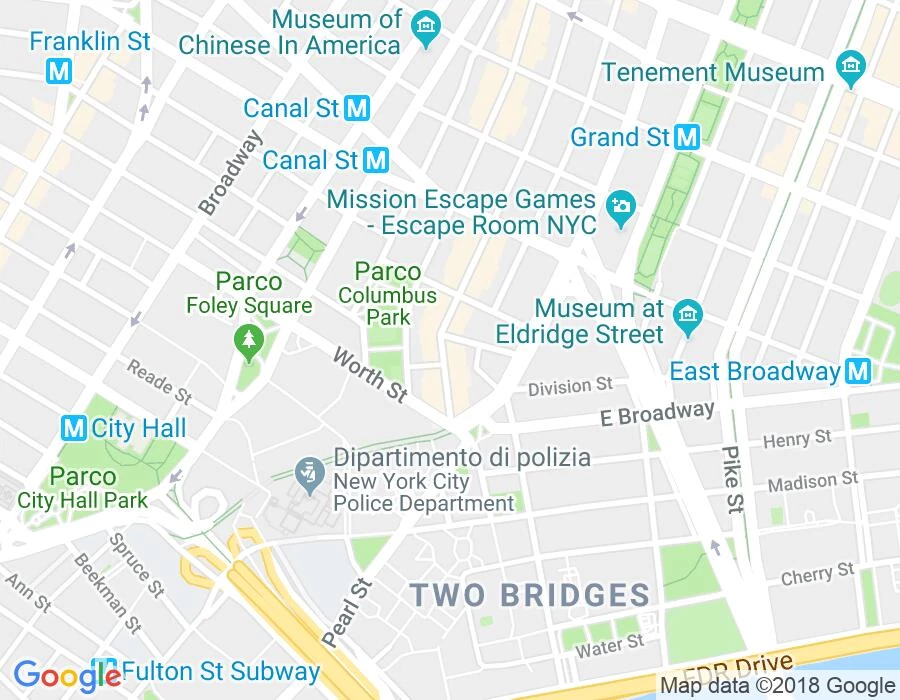 Museum of
Chinese In America
Franklin St
M
Tenement Museum
Canal St M
Grand St M
Canal St M
Broadway
Mission Escape Games
- Escape Room NYC
Parco
Foley Square
Parco
Columbus
Park
Museum at
Eldridge Street
Worth St
Reade St
Division St
East Broadway M
E Broadway
M City Hall
Henry St
Pike St
Madison St
Dipartimento di polizia
New York City
Police Department
Parco
City Hall Park
Spruce St
Beekman St
Ann St
Pearl St
TWO BRIDGES
Cherry St
Water St
FDR Drive
Fulton St Subway
Google
Map data ©2018 Google